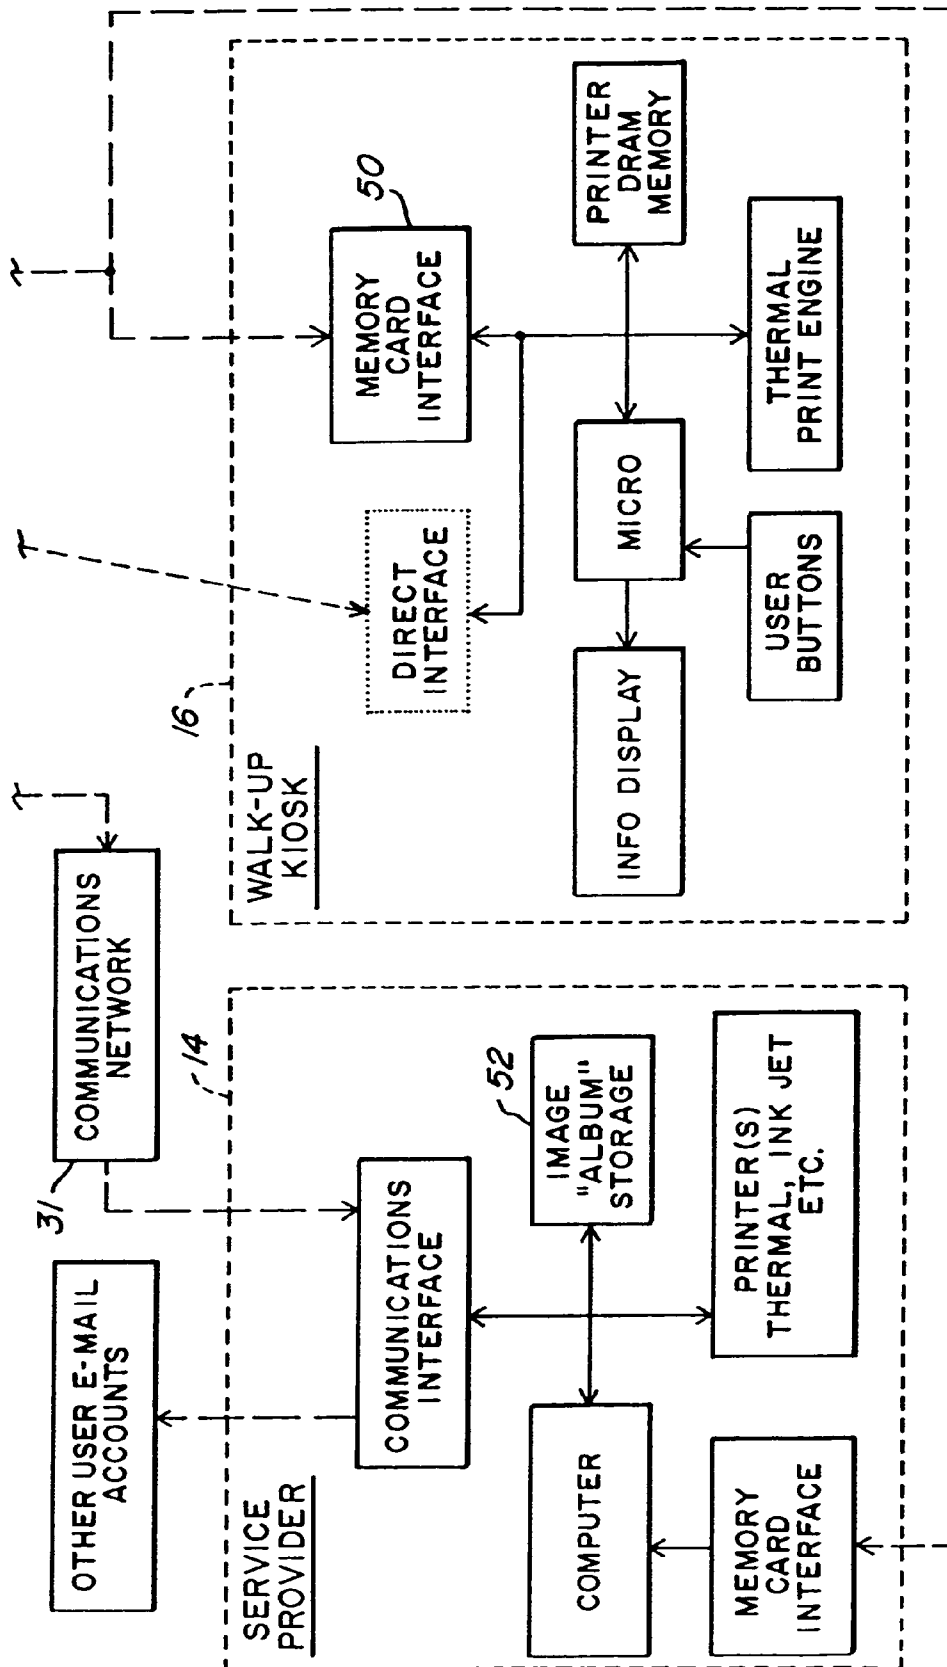 OTHER USER E-MAIL
ACCOUNTS
31
COMMUNICATIONS
NETWORK
SERVICE
PROVIDER
14
COMMUNICATIONS
INTERFACE
COMPUTER
52
IMAGE
"ALBUM"
STORAGE
MEMORY
CARD
INTERFACE
PRINTER(S)
THERMAL, INK JET
ETC.
WALK-UP
KIOSK
16
DIRECT
INTERFACE
50
MEMORY
CARD
INTERFACE
INFO DISPLAY
MICRO
PRINTER
DRAM
MEMORY
USER
BUTTONS
THERMAL
PRINT ENGINE